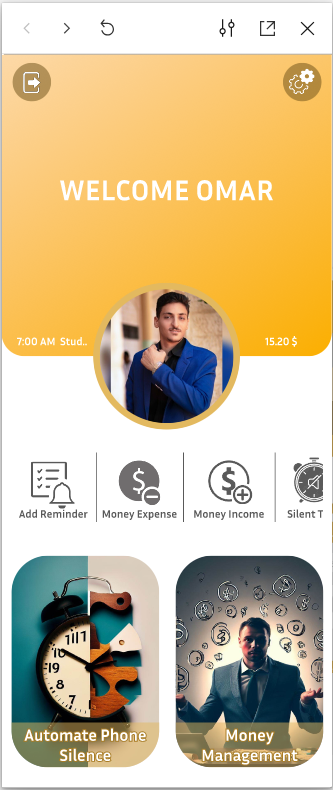 WELCOME OMAR
7:00 AM Stud.. 15.20 $
Add Reminder Money Expense Money Income Silent T
Automate Phone
Silence
Money
Management